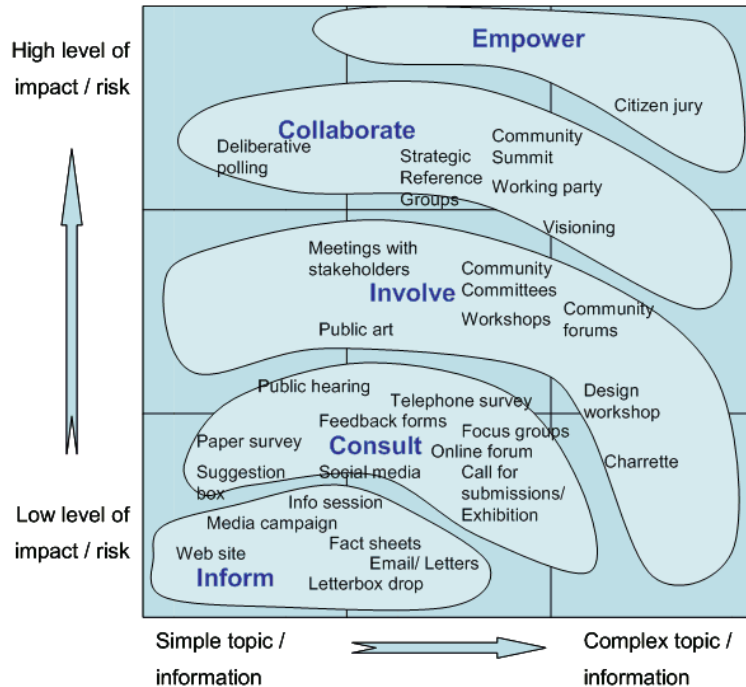 High level of
impact / risk
Empower
Citizen jury
Collaborate
Deliberative
polling
Strategic
Reference
Groups
Community
Summit
Working party
Visioning
Meetings with
stakeholders
Involve
Community
Committees
Workshops
Community
forums
Public art
Design
workshop
Charrette
Public hearing
Telephone survey
Feedback forms
Focus groups
Paper survey
Consult
Online forum
Suggestion
box
Social media
Call for
submissions/
Exhibition
Low level of
impact / risk
Info session
Media campaign
Fact sheets
Web site
Email/ Letters
Inform
Letterbox drop
Simple topic /
information
Complex topic /
information